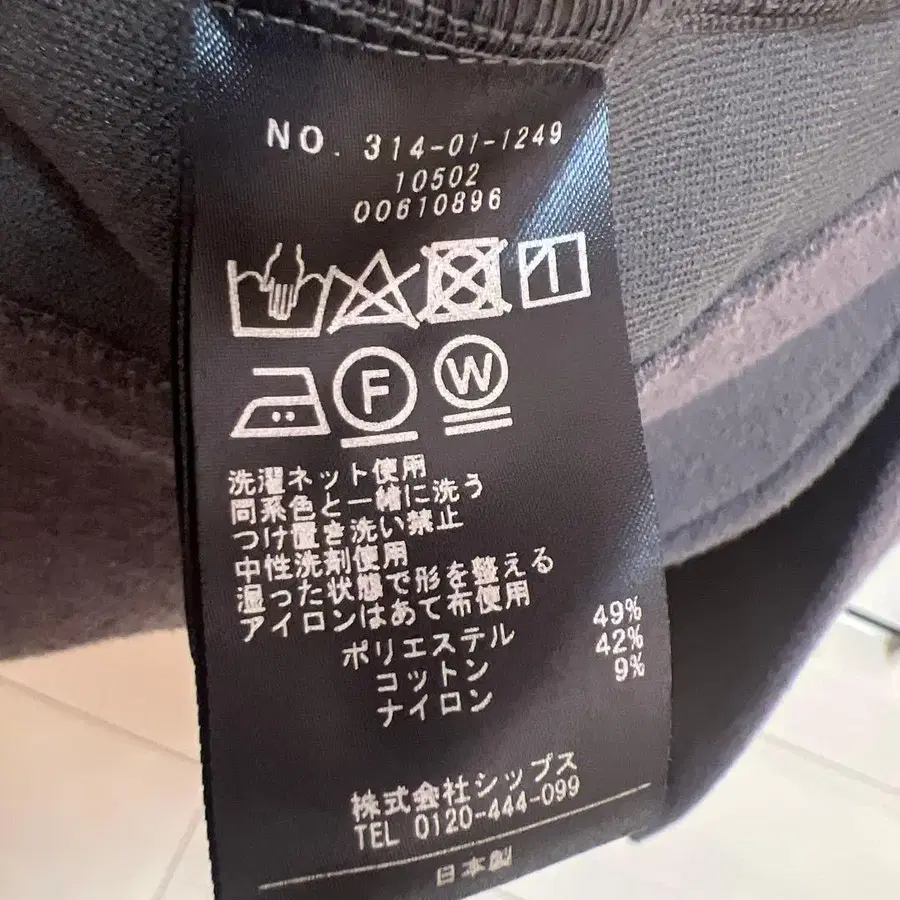 NO. 314-01-1249
10502
00610896
F W
洗濯ネット使用
同系色と一緒に洗う
つけ置き洗い禁止
中性洗剤使用
湿った状態で形を整える
アイロンはあて布使用
ポリエステル 49%
コットン 42%
ナイロン 9%
株式会社シップス
TEL 0120-444-099
日本製